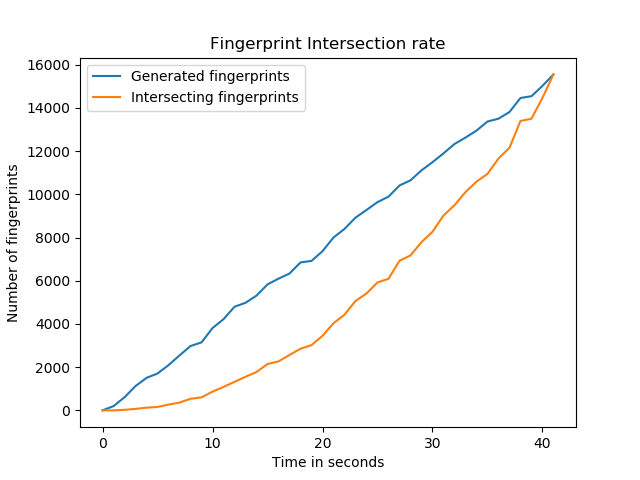 Fingerprint Intersection rate
Generated fingerprints
Intersecting fingerprints
16000
14000
12000
10000
8000
6000
4000
2000
0
Number of fingerprints
0 10 20 30 40
Time in seconds